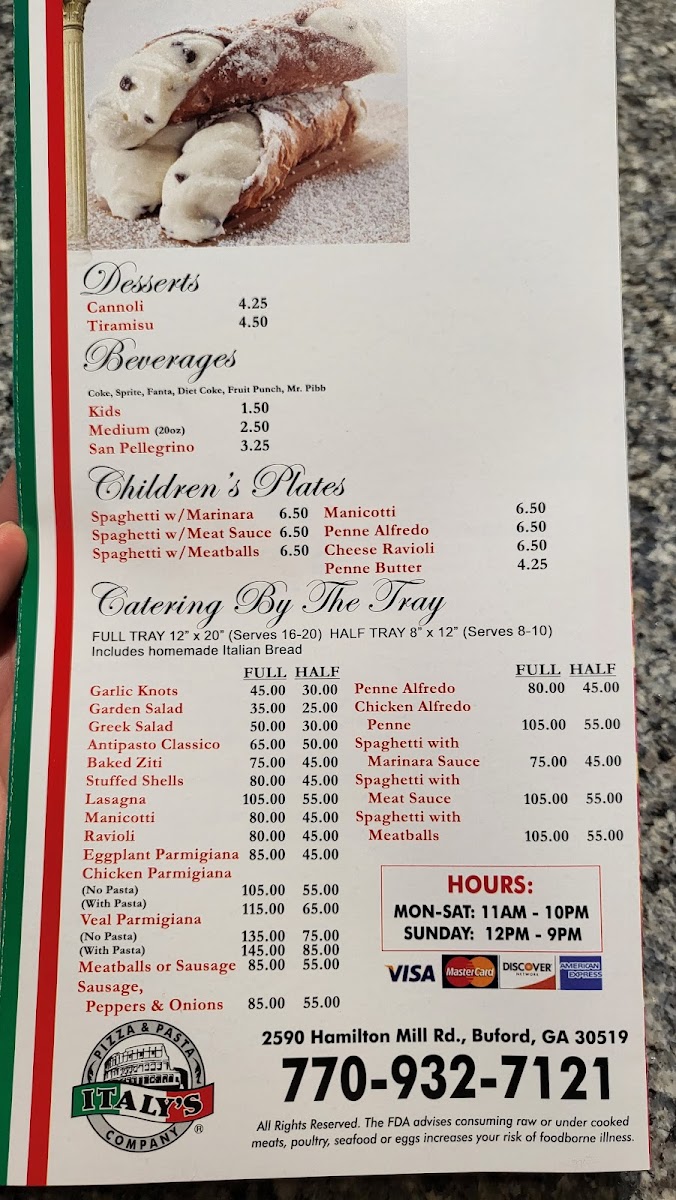 Desserts
Cannoli 4.25
Tiramisu 4.50
Beverages
Coke, Sprite, Fanta, Diet Coke, Fruit Punch, Mr. Pibb
Kids 1.50
Medium (20oz) 2.50
San Pellegrino 3.25
Children's Plates
Spaghetti w/Marinara 6.50
Spaghetti w/Meat Sauce 6.50
Spaghetti w/Meatballs 6.50
Manicotti 6.50
Penne Alfredo 6.50
Cheese Ravioli 6.50
Penne Butter 4.25
Catering By The Tray
FULL TRAY 12" x 20" (Serves 16-20) HALF TRAY 8" x 12" (Serves 8-10)
Includes homemade Italian Bread
FULL HALF
Garlic Knots 45.00 30.00
Garden Salad 35.00 25.00
Greek Salad 50.00 30.00
Antipasto Classico 65.00 50.00
Baked Ziti 75.00 45.00
Stuffed Shells 80.00 45.00
Lasagna 105.00 55.00
Manicotti 80.00 45.00
Ravioli 80.00 45.00
Eggplant Parmigiana 85.00 45.00
Chicken Parmigiana
(No Pasta) 105.00 55.00
(With Pasta) 115.00 65.00
Veal Parmigiana
(No Pasta) 135.00 75.00
(With Pasta) 145.00 85.00
Meatballs or Sausage 85.00 55.00
Sausage,
Peppers & Onions 85.00 55.00
FULL HALF
Penne Alfredo 80.00 45.00
Chicken Alfredo
Penne 105.00 55.00
Spaghetti with
Marinara Sauce 75.00 45.00
Spaghetti with
Meat Sauce 105.00 55.00
Spaghetti with
Meatballs 105.00 55.00
HOURS:
MON-SAT: 11AM - 10PM
SUNDAY: 12PM - 9PM
VISA MasterCard DISCOVER NETWORK AMERICAN EXPRESS
PIZZA & PASTA
ITALY'S
COMPANY ®
2590 Hamilton Mill Rd., Buford, GA 30519
770-932-7121
All Rights Reserved. The FDA advises consuming raw or under cooked
meats, poultry, seafood or eggs increases your risk of foodborne illness.